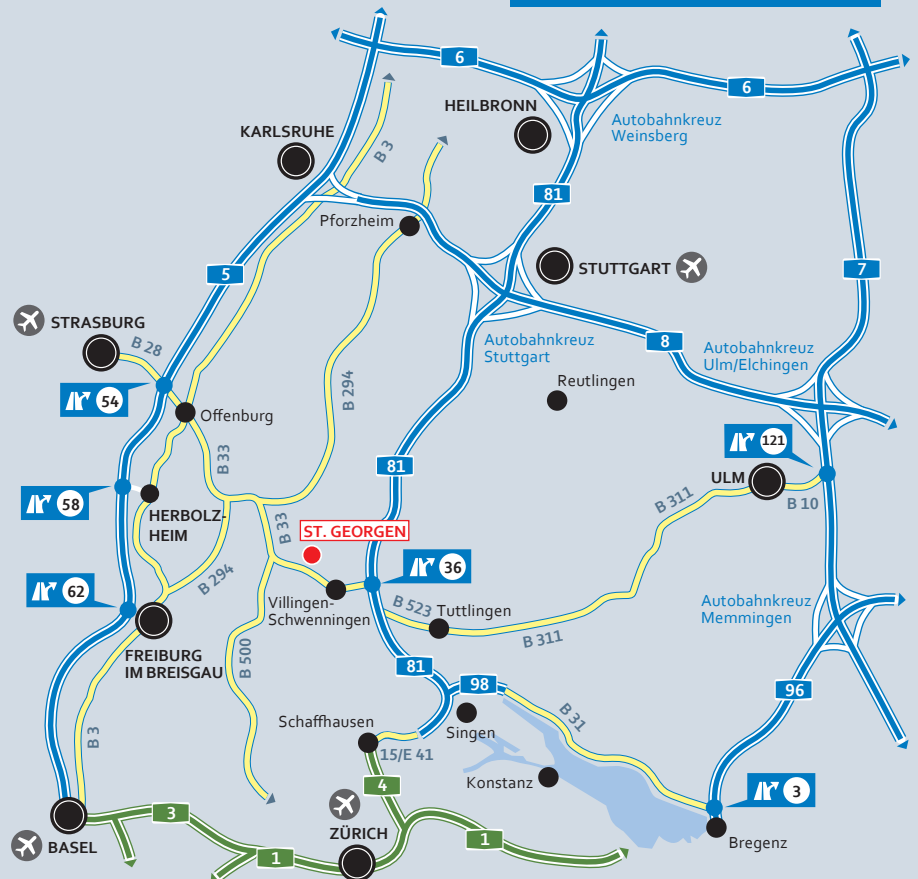 6
HEILBRONN
6
Autobahnkreuz
Weinsberg
KARLSRUHE
B 3
81
Pforzheim
5
STUTTGART
7
STRASBURG
B 28
Autobahnkreuz
Stuttgart
8
Autobahnkreuz
Ulm/Elchingen
54
B 294
Reutlingen
Offenburg
B 33
81
121
ULM
58
HERBOLZ-
HEIM
B 33
B 311
B 10
ST. GEORGEN
36
62
B 294
Villingen-
Schwenningen
B 523
Tuttlingen
B 311
Autobahnkreuz
Memmingen
FREIBURG
IM BREISGAU
B 500
81
98
96
B 3
Schaffhausen
15/E 41
Singen
B 31
Konstanz
4
3
3
ZÜRICH
1
1
BASEL
Bregenz